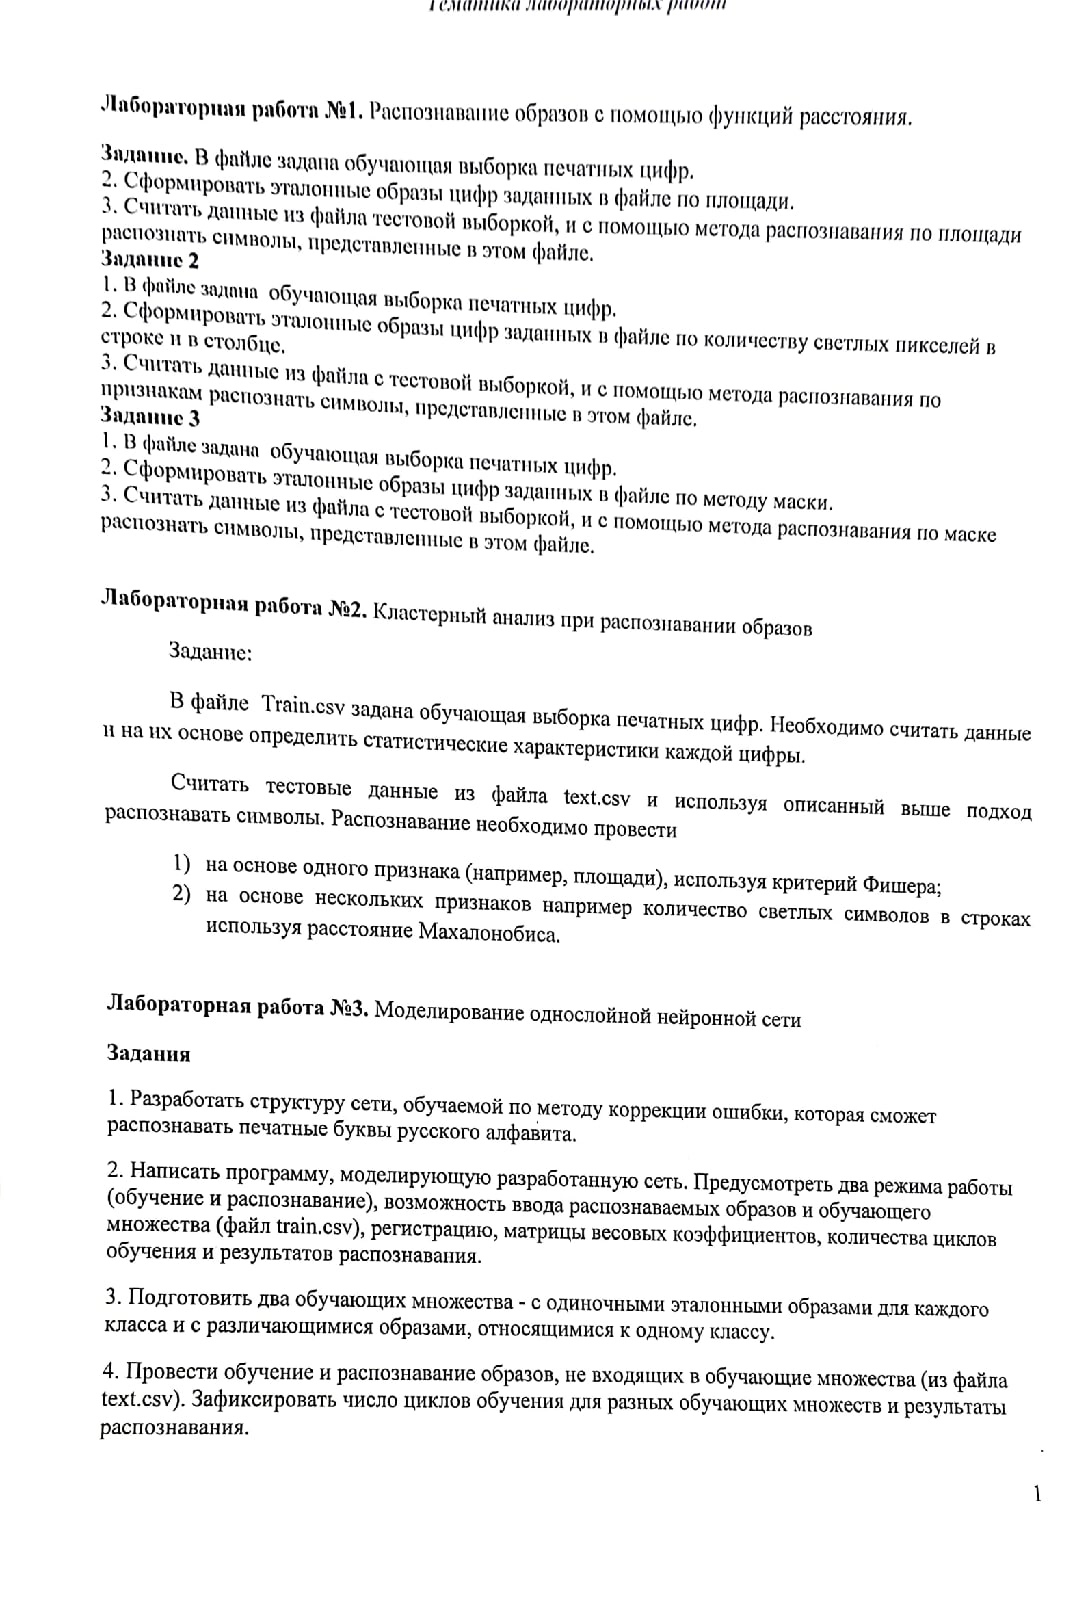 Тематика лабораторных работ
Лабораторная работа №1. Распознавание образов с помощью функций расстояния.
Задание. В файле задана обучающая выборка печатных цифр.
2. Сформировать эталонные образы цифр заданных в файле по площади.
3. Считать данные из файла тестовой выборкой, и с помощью метода распознавания по площади
распознать символы, представленные в этом файле.
Задание 2
1. В файле задана обучающая выборка печатных цифр.
2. Сформировать эталонные образы цифр заданных в файле по количеству светлых пикселей в
строке и в столбце.
3. Считать данные из файла с тестовой выборкой, и с помощью метода распознавания по
признакам распознать символы, представленные в этом файле.
Задание 3
1. В файле задана обучающая выборка печатных цифр.
2. Сформировать эталонные образы цифр заданных в файле по методу маски.
3. Считать данные из файла с тестовой выборкой, и с помощью метода распознавания по маске
распознать символы, представленные в этом файле.
Лабораторная работа №2. Кластерный анализ при распознавании образов
Задание:
В файле Train.csv задана обучающая выборка печатных цифр. Необходимо считать данные
и на их основе определить статистические характеристики каждой цифры.
Считать тестовые данные из файла text.csv и используя описанный выше подход
распознавать символы. Распознавание необходимо провести
1) на основе одного признака (например, площади), используя критерий Фишера;
2) на основе нескольких признаков например количество светлых символов в строках
используя расстояние Махалонобиса.
Лабораторная работа №3. Моделирование однослойной нейронной сети
Задания
1. Разработать структуру сети, обучаемой по методу коррекции ошибки, которая сможет
распознавать печатные буквы русского алфавита.
2. Написать программу, моделирующую разработанную сеть. Предусмотреть два режима работы
(обучение и распознавание), возможность ввода распознаваемых образов и обучающего
множества (файл train.csv), регистрацию, матрицы весовых коэффициентов, количества циклов
обучения и результатов распознавания.
3. Подготовить два обучающих множества - с одиночными эталонными образами для каждого
класса и с различающимися образами, относящимися к одному классу.
4. Провести обучение и распознавание образов, не входящих в обучающие множества (из файла
text.csv). Зафиксировать число циклов обучения для разных обучающих множеств и результаты
распознавания.
1